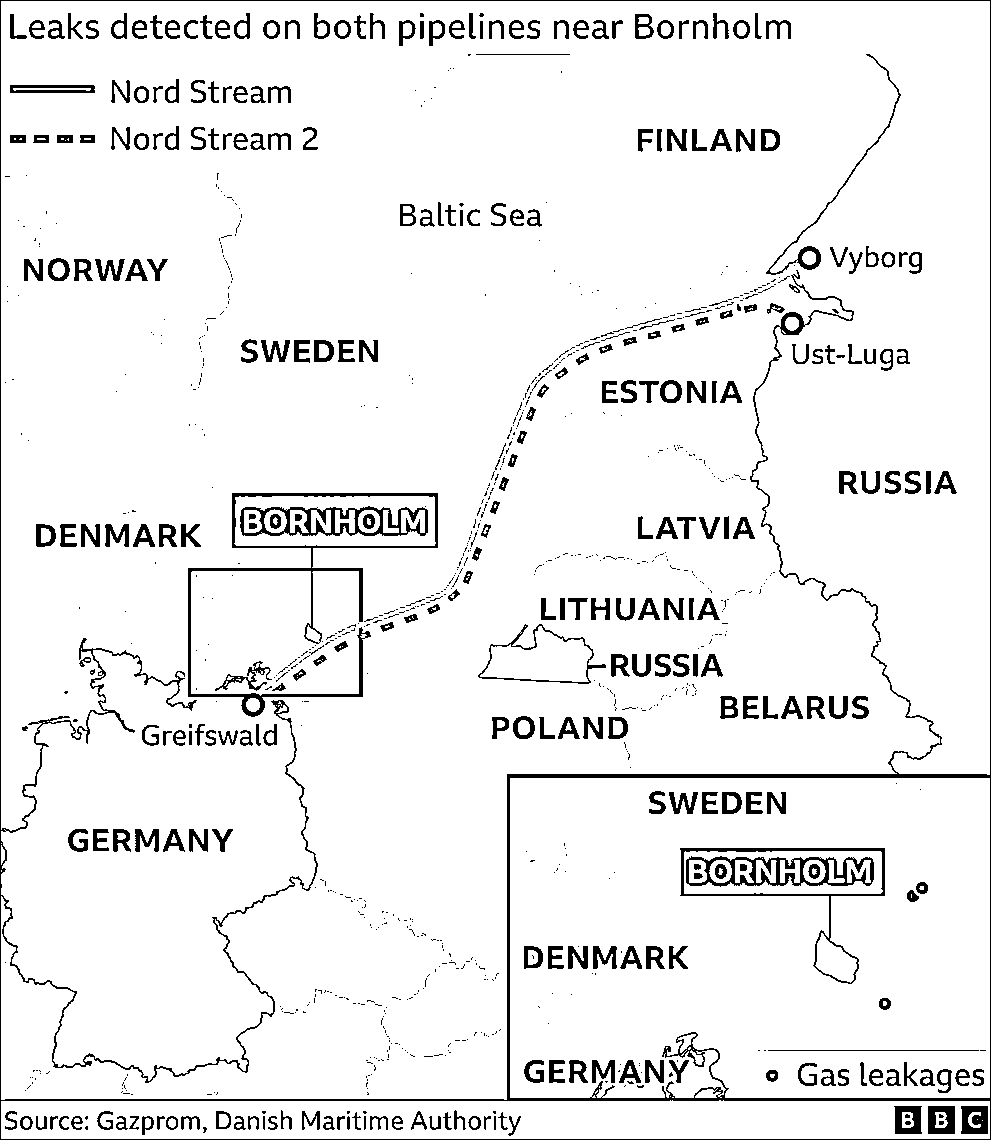 Leaks detected on both pipelines near Bornholm
Nord Stream
Nord Stream 2
FINLAND
Baltic Sea
NORWAY
Vyborg
SWEDEN
Ust-Luga
ESTONIA
RUSSIA
BORNHOLM
DENMARK
LATVIA
LITHUANIA
RUSSIA
BELARUS
POLAND
Greifswald
GERMANY
SWEDEN
BORNHOLM
DENMARK
GERMANY
Gas leakages
Source: Gazprom, Danish Maritime Authority
BBC